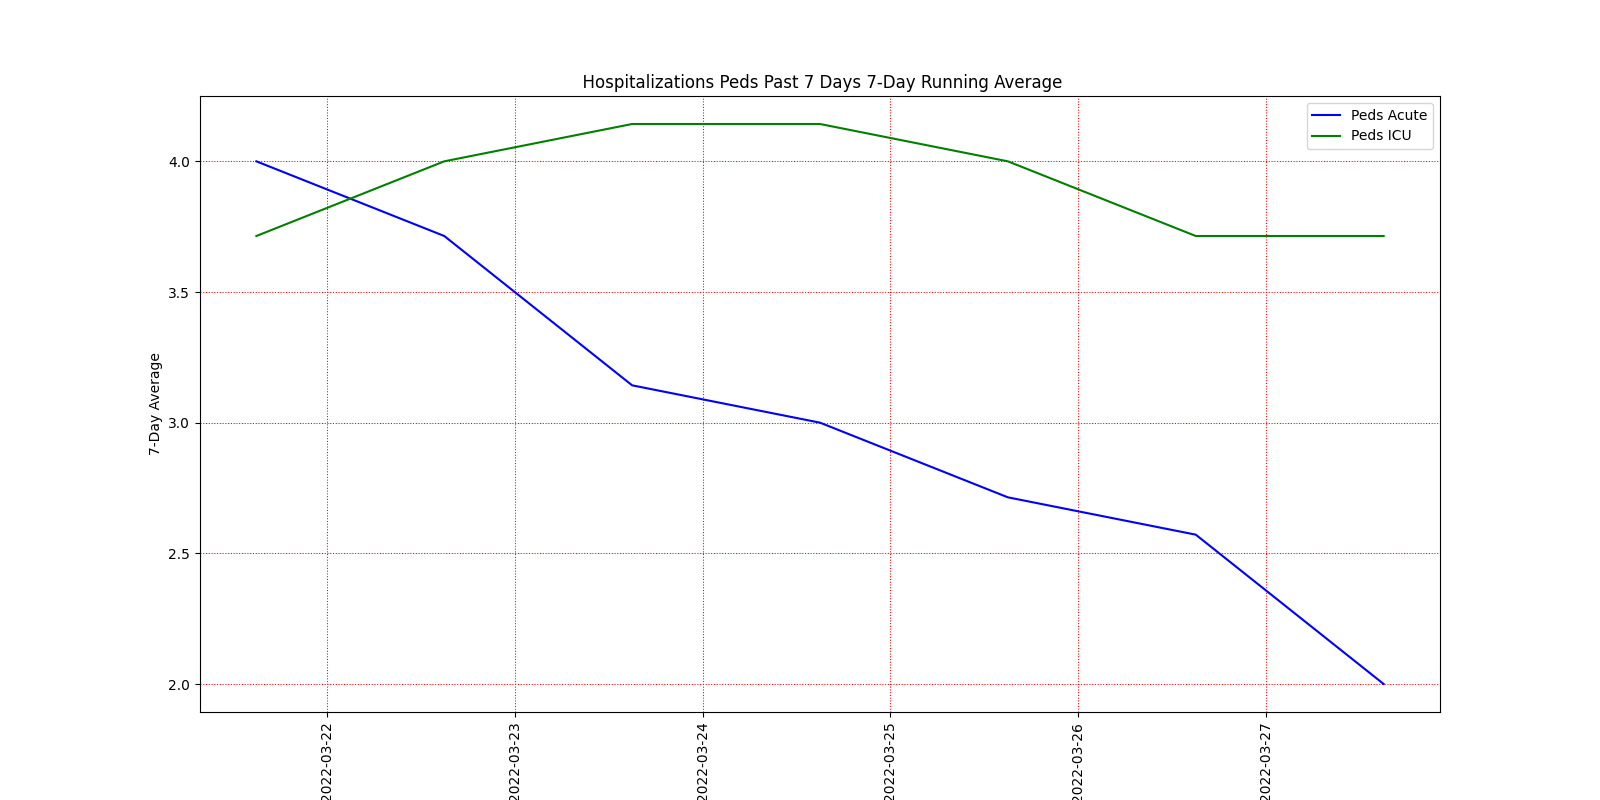 Hospitalizations Peds Past 7 Days 7-Day Running Average
Peds Acute
Peds ICU
4.0
3.5
3.0
2.5
2.0
7-Day Average
2022-03-22
2022-03-23
2022-03-24
2022-03-25
2022-03-26
2022-03-27